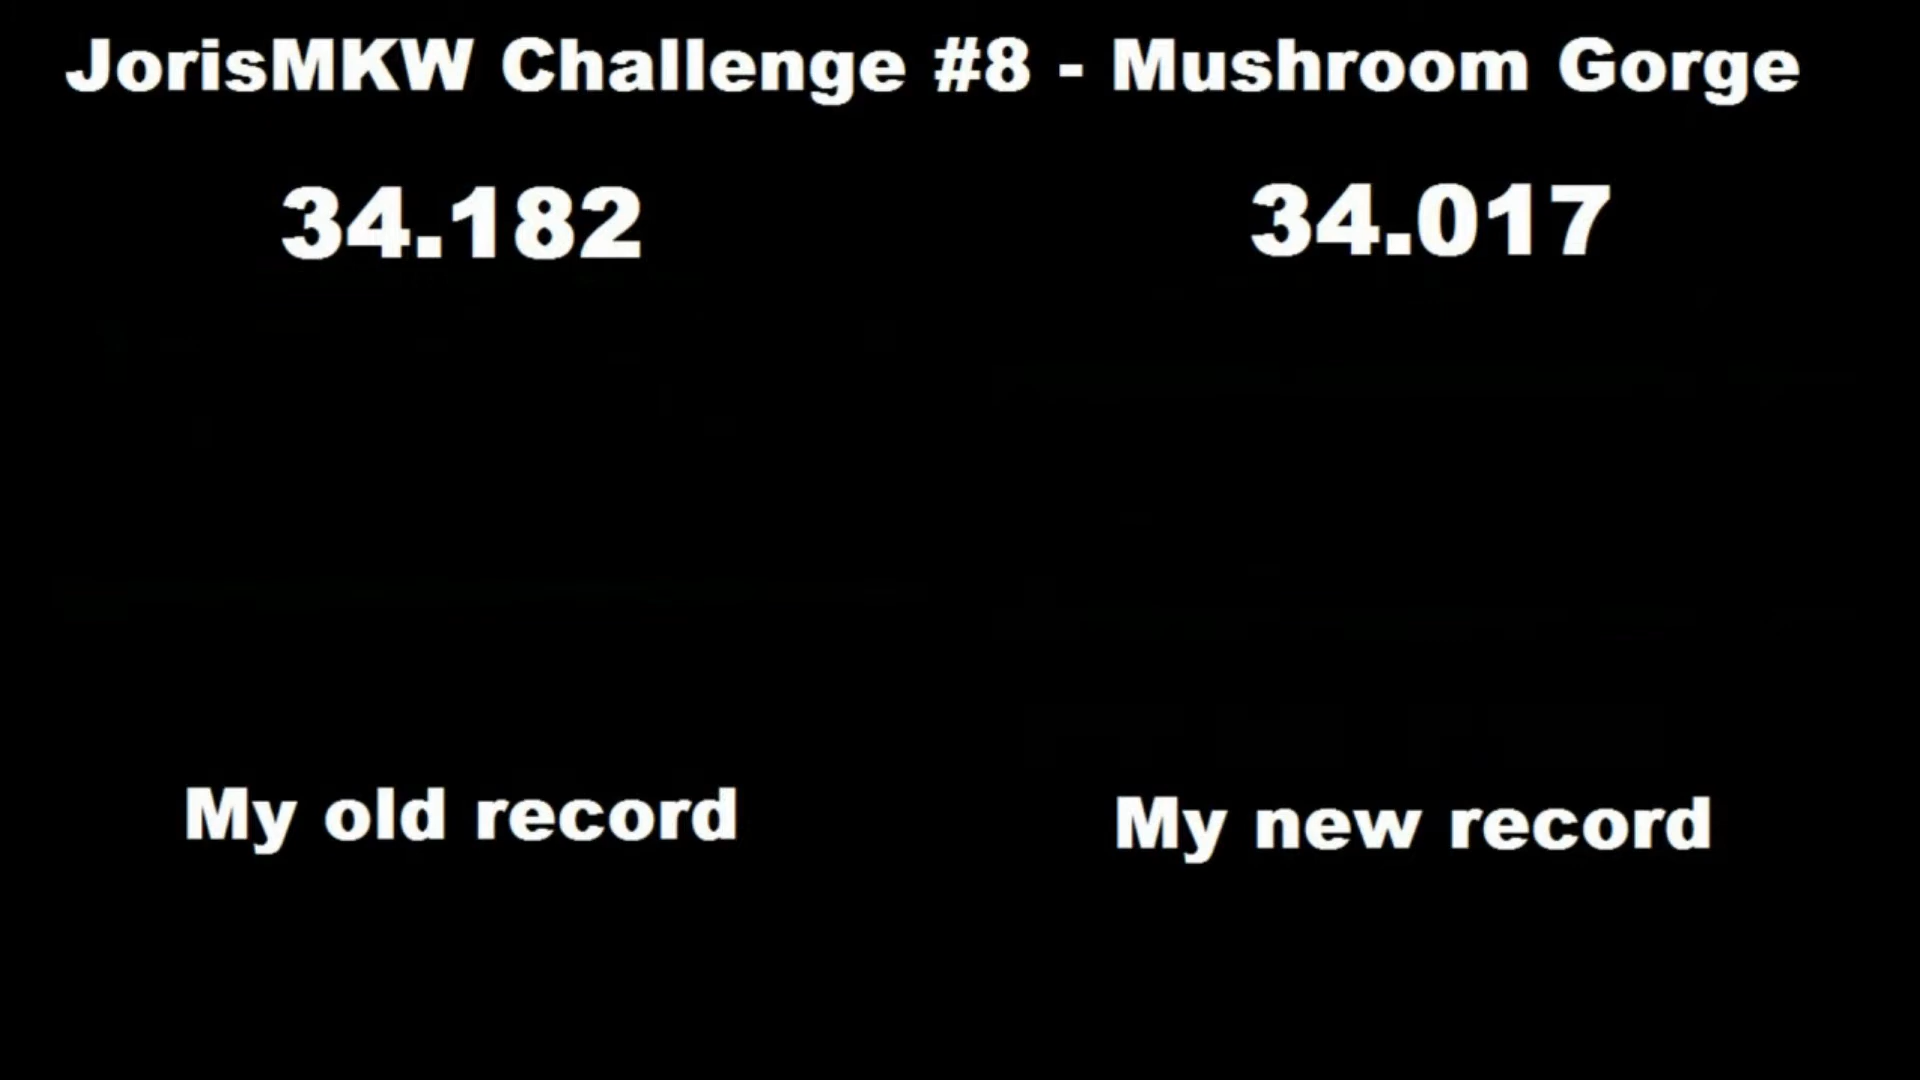 JorisMKW Challenge #8 - Mushroom Gorge
34.182
34.017
My old record
My new record